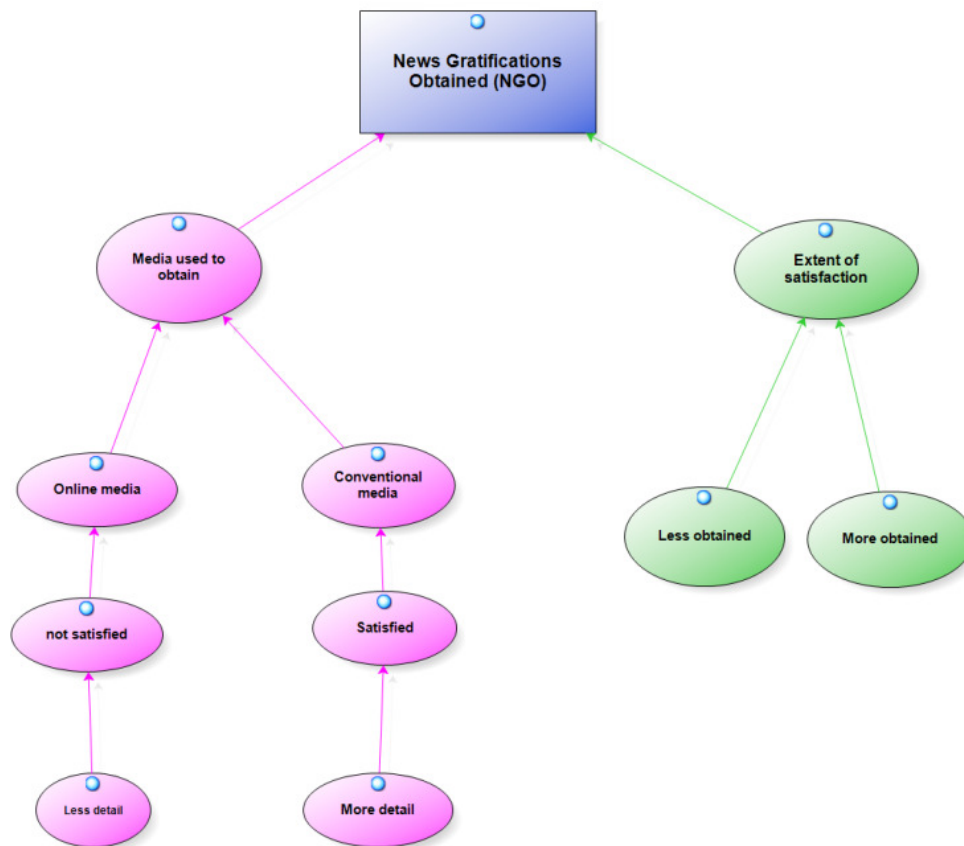 News Gratifications
Obtained (NGO)
Media used to
obtain
Extent of
satisfaction
Online media
Conventional
media
Less obtained
More obtained
not satisfied
Satisfied
Less detail
More detail